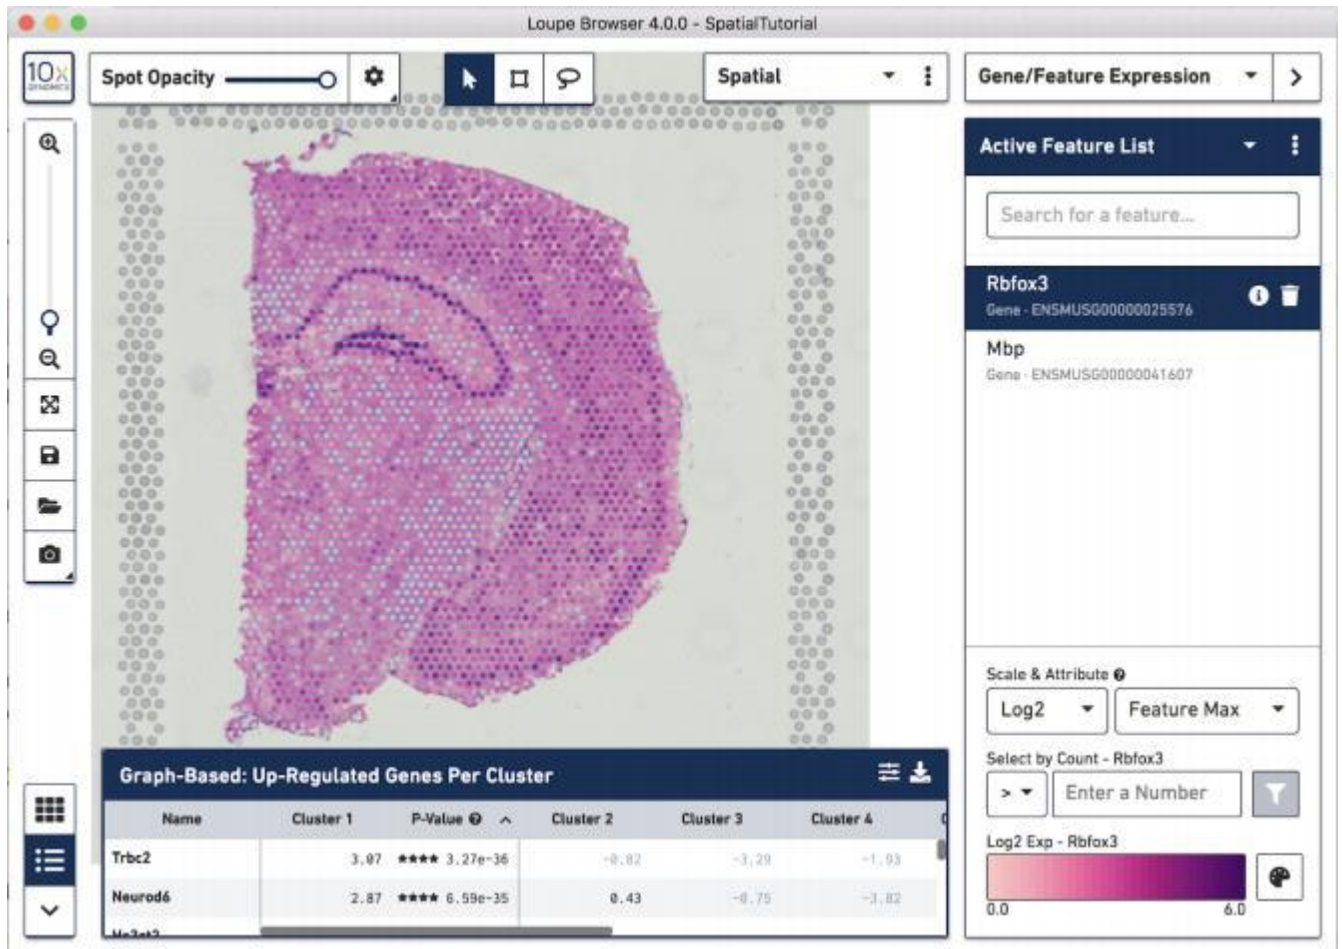 Loupe Browser 4.0.0 - SpatialTutorial
10x
GENOMICS
Spot Opacity
Spatial
Gene/Feature Expression
Active Feature List
Search for a feature...
Rbfox3
Gene · ENSMUSG00000025576
Mbp
Gene · ENSMUSG00000041607
Scale & Attribute
Log2
Feature Max
Select by Count - Rbfox3
>
Enter a Number
Log2 Exp - Rbfox3
0.0 6.0
Graph-Based: Up-Regulated Genes Per Cluster
Name Cluster 1 P-Value Cluster 2 Cluster 3 Cluster 4
Trbc2 3.07 **** 3.27e-36 -0.82 -3.29 -1.93
Neurod6 2.87 **** 6.59e-35 0.43 -0.75 -3.82